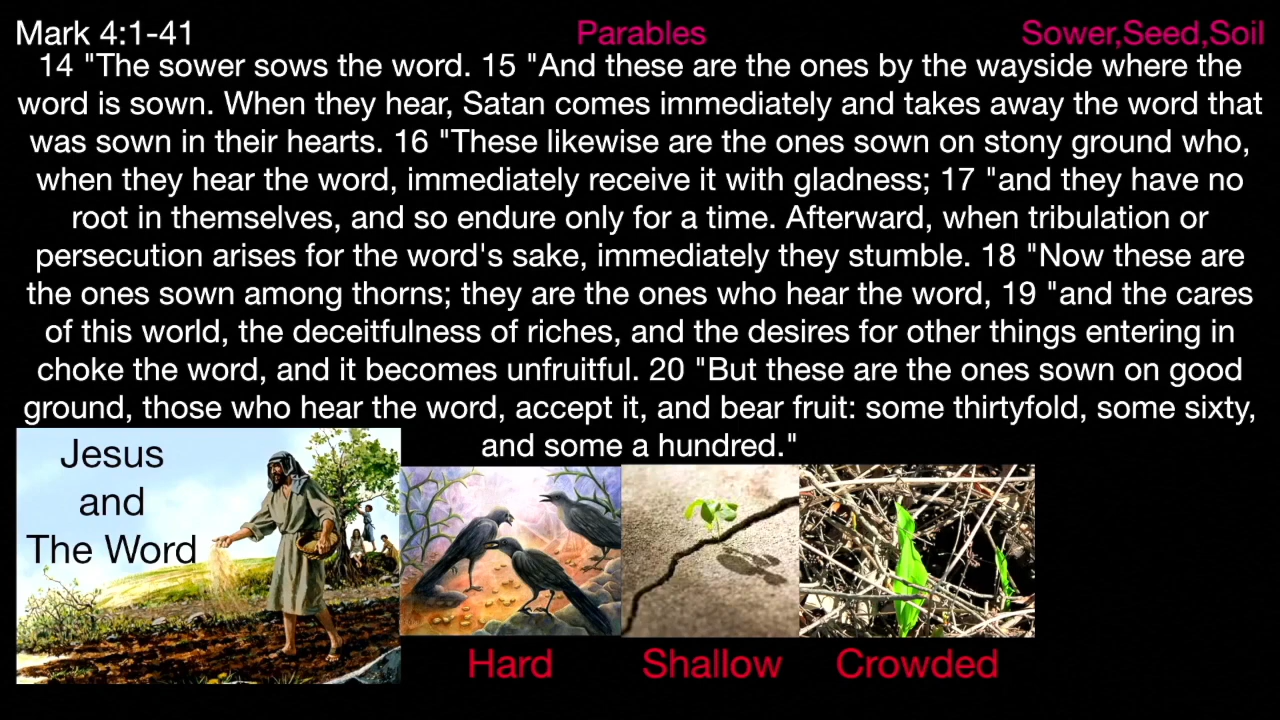 Mark 4:1-41
Parables
Sower,Seed,Soil
14 "The sower sows the word. 15 "And these are the ones by the wayside where the
word is sown. When they hear, Satan comes immediately and takes away the word that
was sown in their hearts. 16 "These likewise are the ones sown on stony ground who,
when they hear the word, immediately receive it with gladness; 17 "and they have no
root in themselves, and so endure only for a time. Afterward, when tribulation or
persecution arises for the word's sake, immediately they stumble. 18 "Now these are
the ones sown among thorns; they are the ones who hear the word, 19 "and the cares
of this world, the deceitfulness of riches, and the desires for other things entering in
choke the word, and it becomes unfruitful. 20 "But these are the ones sown on good
ground, those who hear the word, accept it, and bear fruit: some thirtyfold, some sixty,
and some a hundred."
Jesus
and
The Word
Hard
Shallow
Crowded